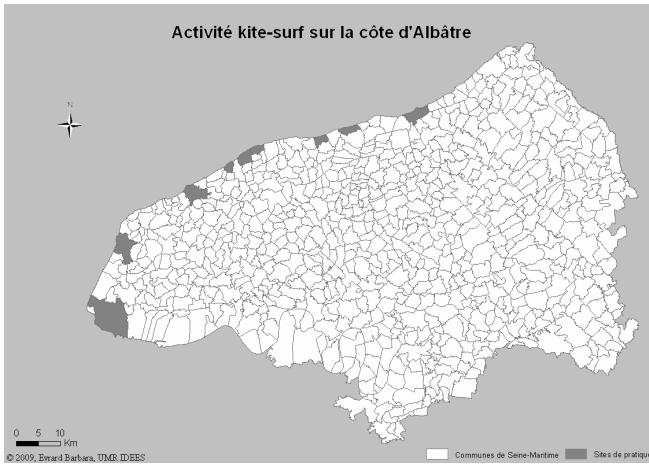 Activité kite-surf sur la côte d'Albâtre
N
0 5 10
Km
© 2009, Evrard Barbara, UMR IDEES
Communes de Seine-Maritime Sites de pratique